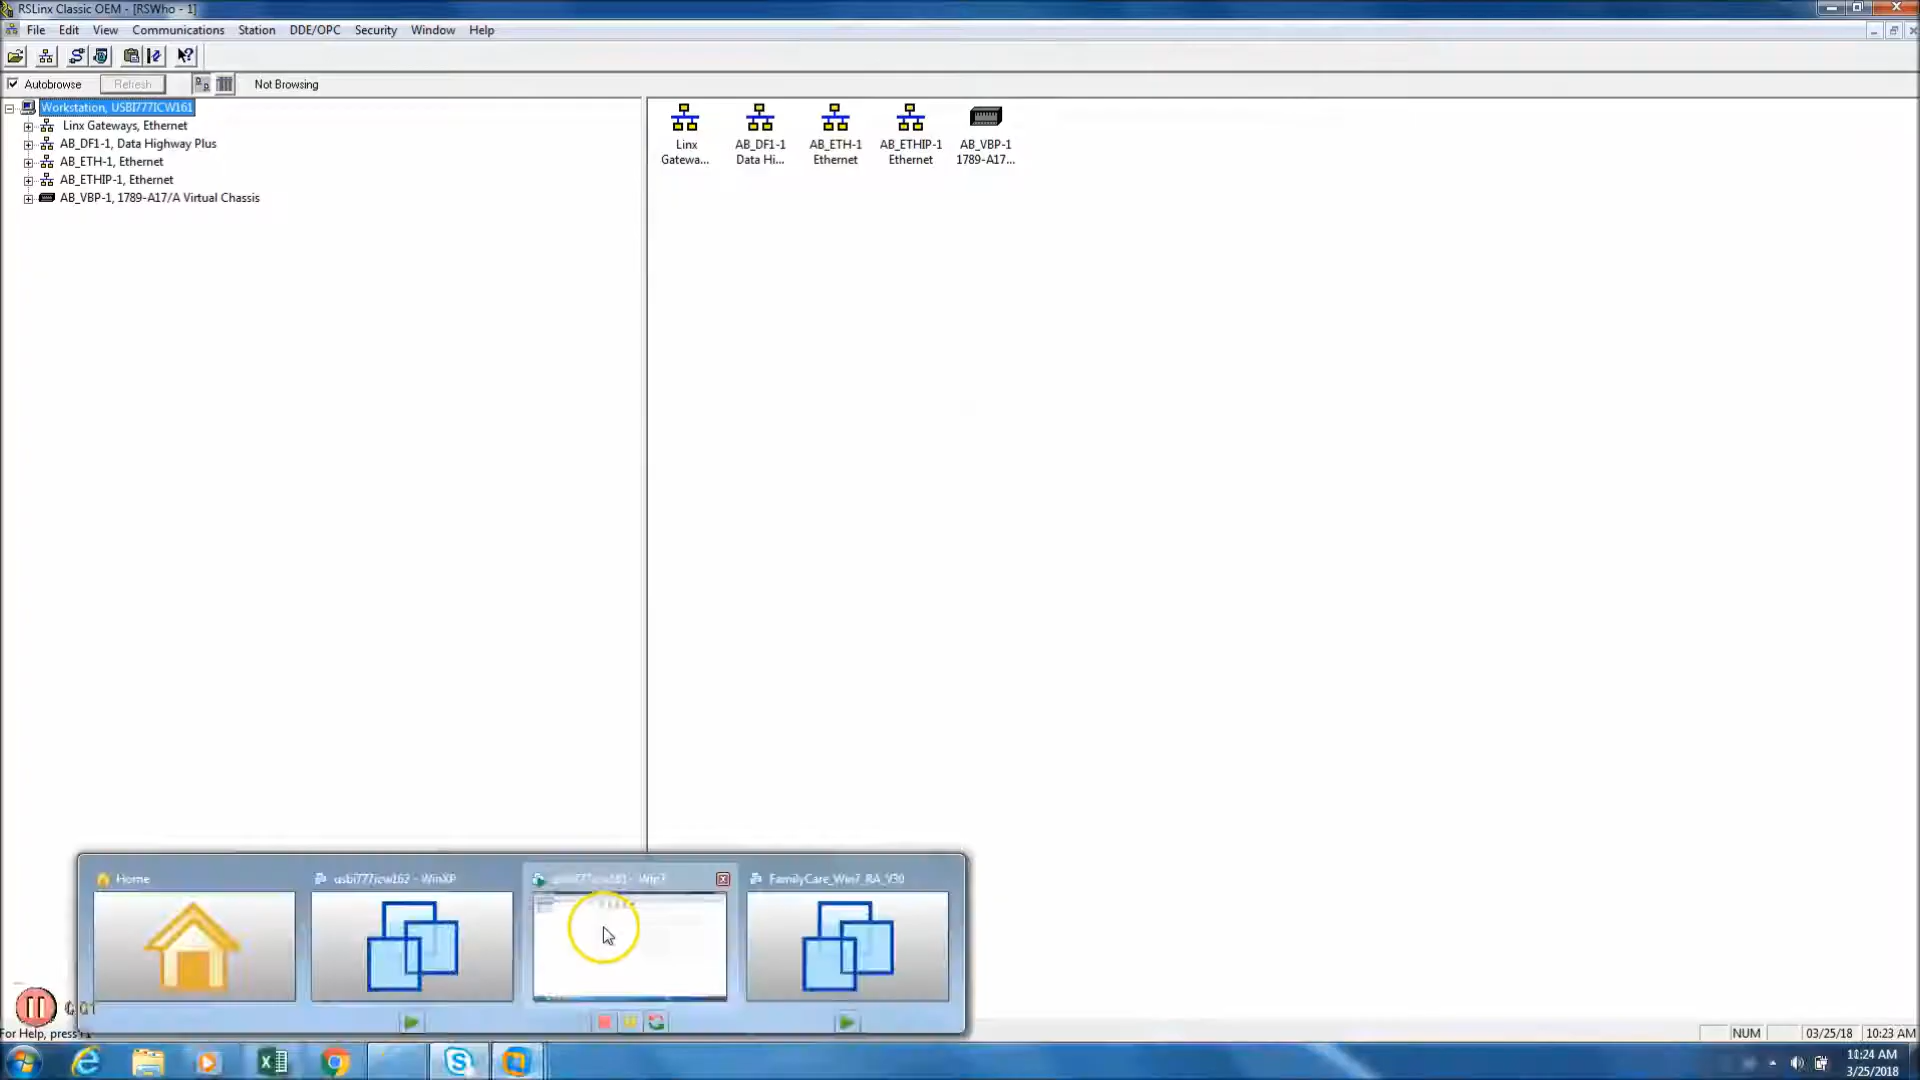 RSLinx Classic OEM - [RSWho - 1]
File Edit View Communications Station DDE/OPC Security Window Help
Autobrowse Refresh Not Browsing
Workstation, USBI777ICW161
Linx Gateways, Ethernet
AB_DF1-1, Data Highway Plus
AB_ETH-1, Ethernet
AB_ETHIP-1, Ethernet
AB_VBP-1, 1789-A17/A Virtual Chassis
Linx Gatewa...
AB_DF1-1 Data Hi...
AB_ETH-1 Ethernet
AB_ETHIP-1 Ethernet
AB_VBP-1 1789-A17...
Home
usbi777icw162 - WinXP
- Win7
FamilyCare_Win7_RA_V30
For Help, press F1
NUM 03/25/18 10:23 AM
11:24 AM
3/25/2018